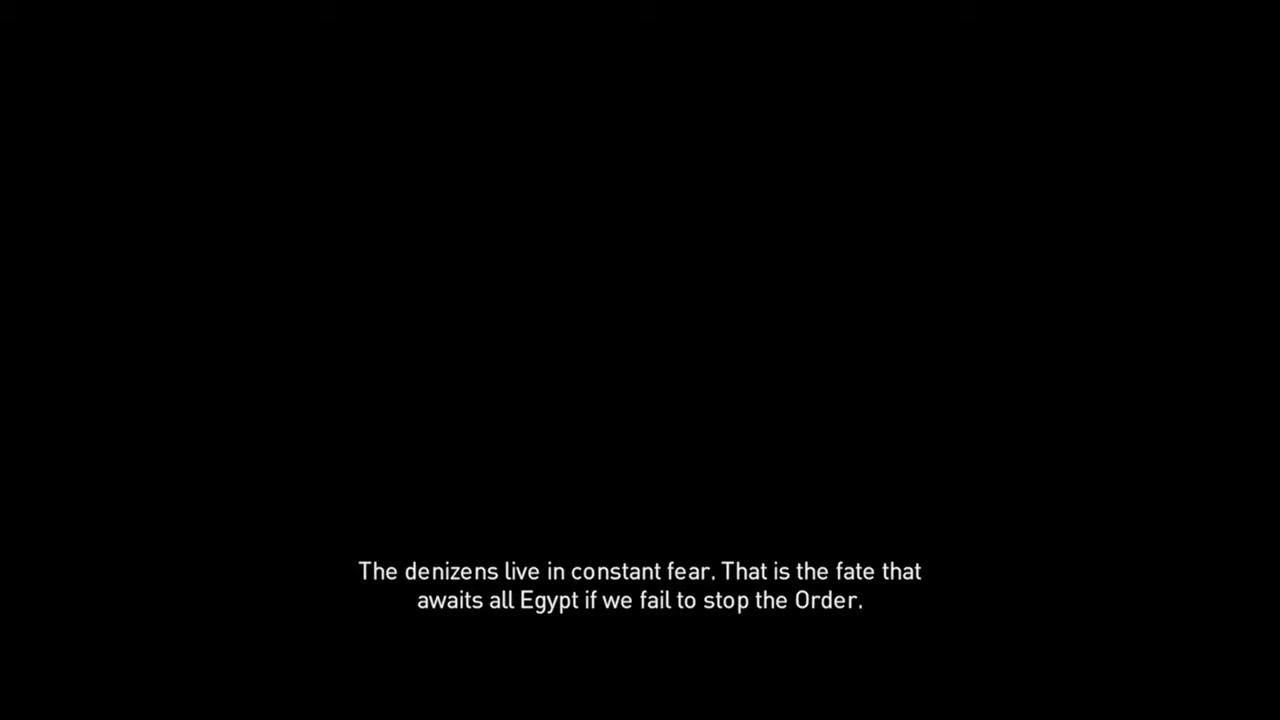 The denizens live in constant fear. That is the fate that
awaits all Egypt if we fail to stop the Order.